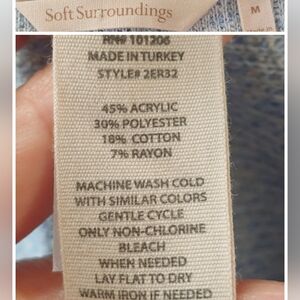 Soft Surroundings
M
RN# 101206
MADE IN TURKEY
STYLE# 2ER32
45% ACRYLIC
30% POLYESTER
18% COTTON
7% RAYON
MACHINE WASH COLD
WITH SIMILAR COLORS
GENTLE CYCLE
ONLY NON-CHLORINE
BLEACH
WHEN NEEDED
LAY FLAT TO DRY
WARM IRON IF NEEDED